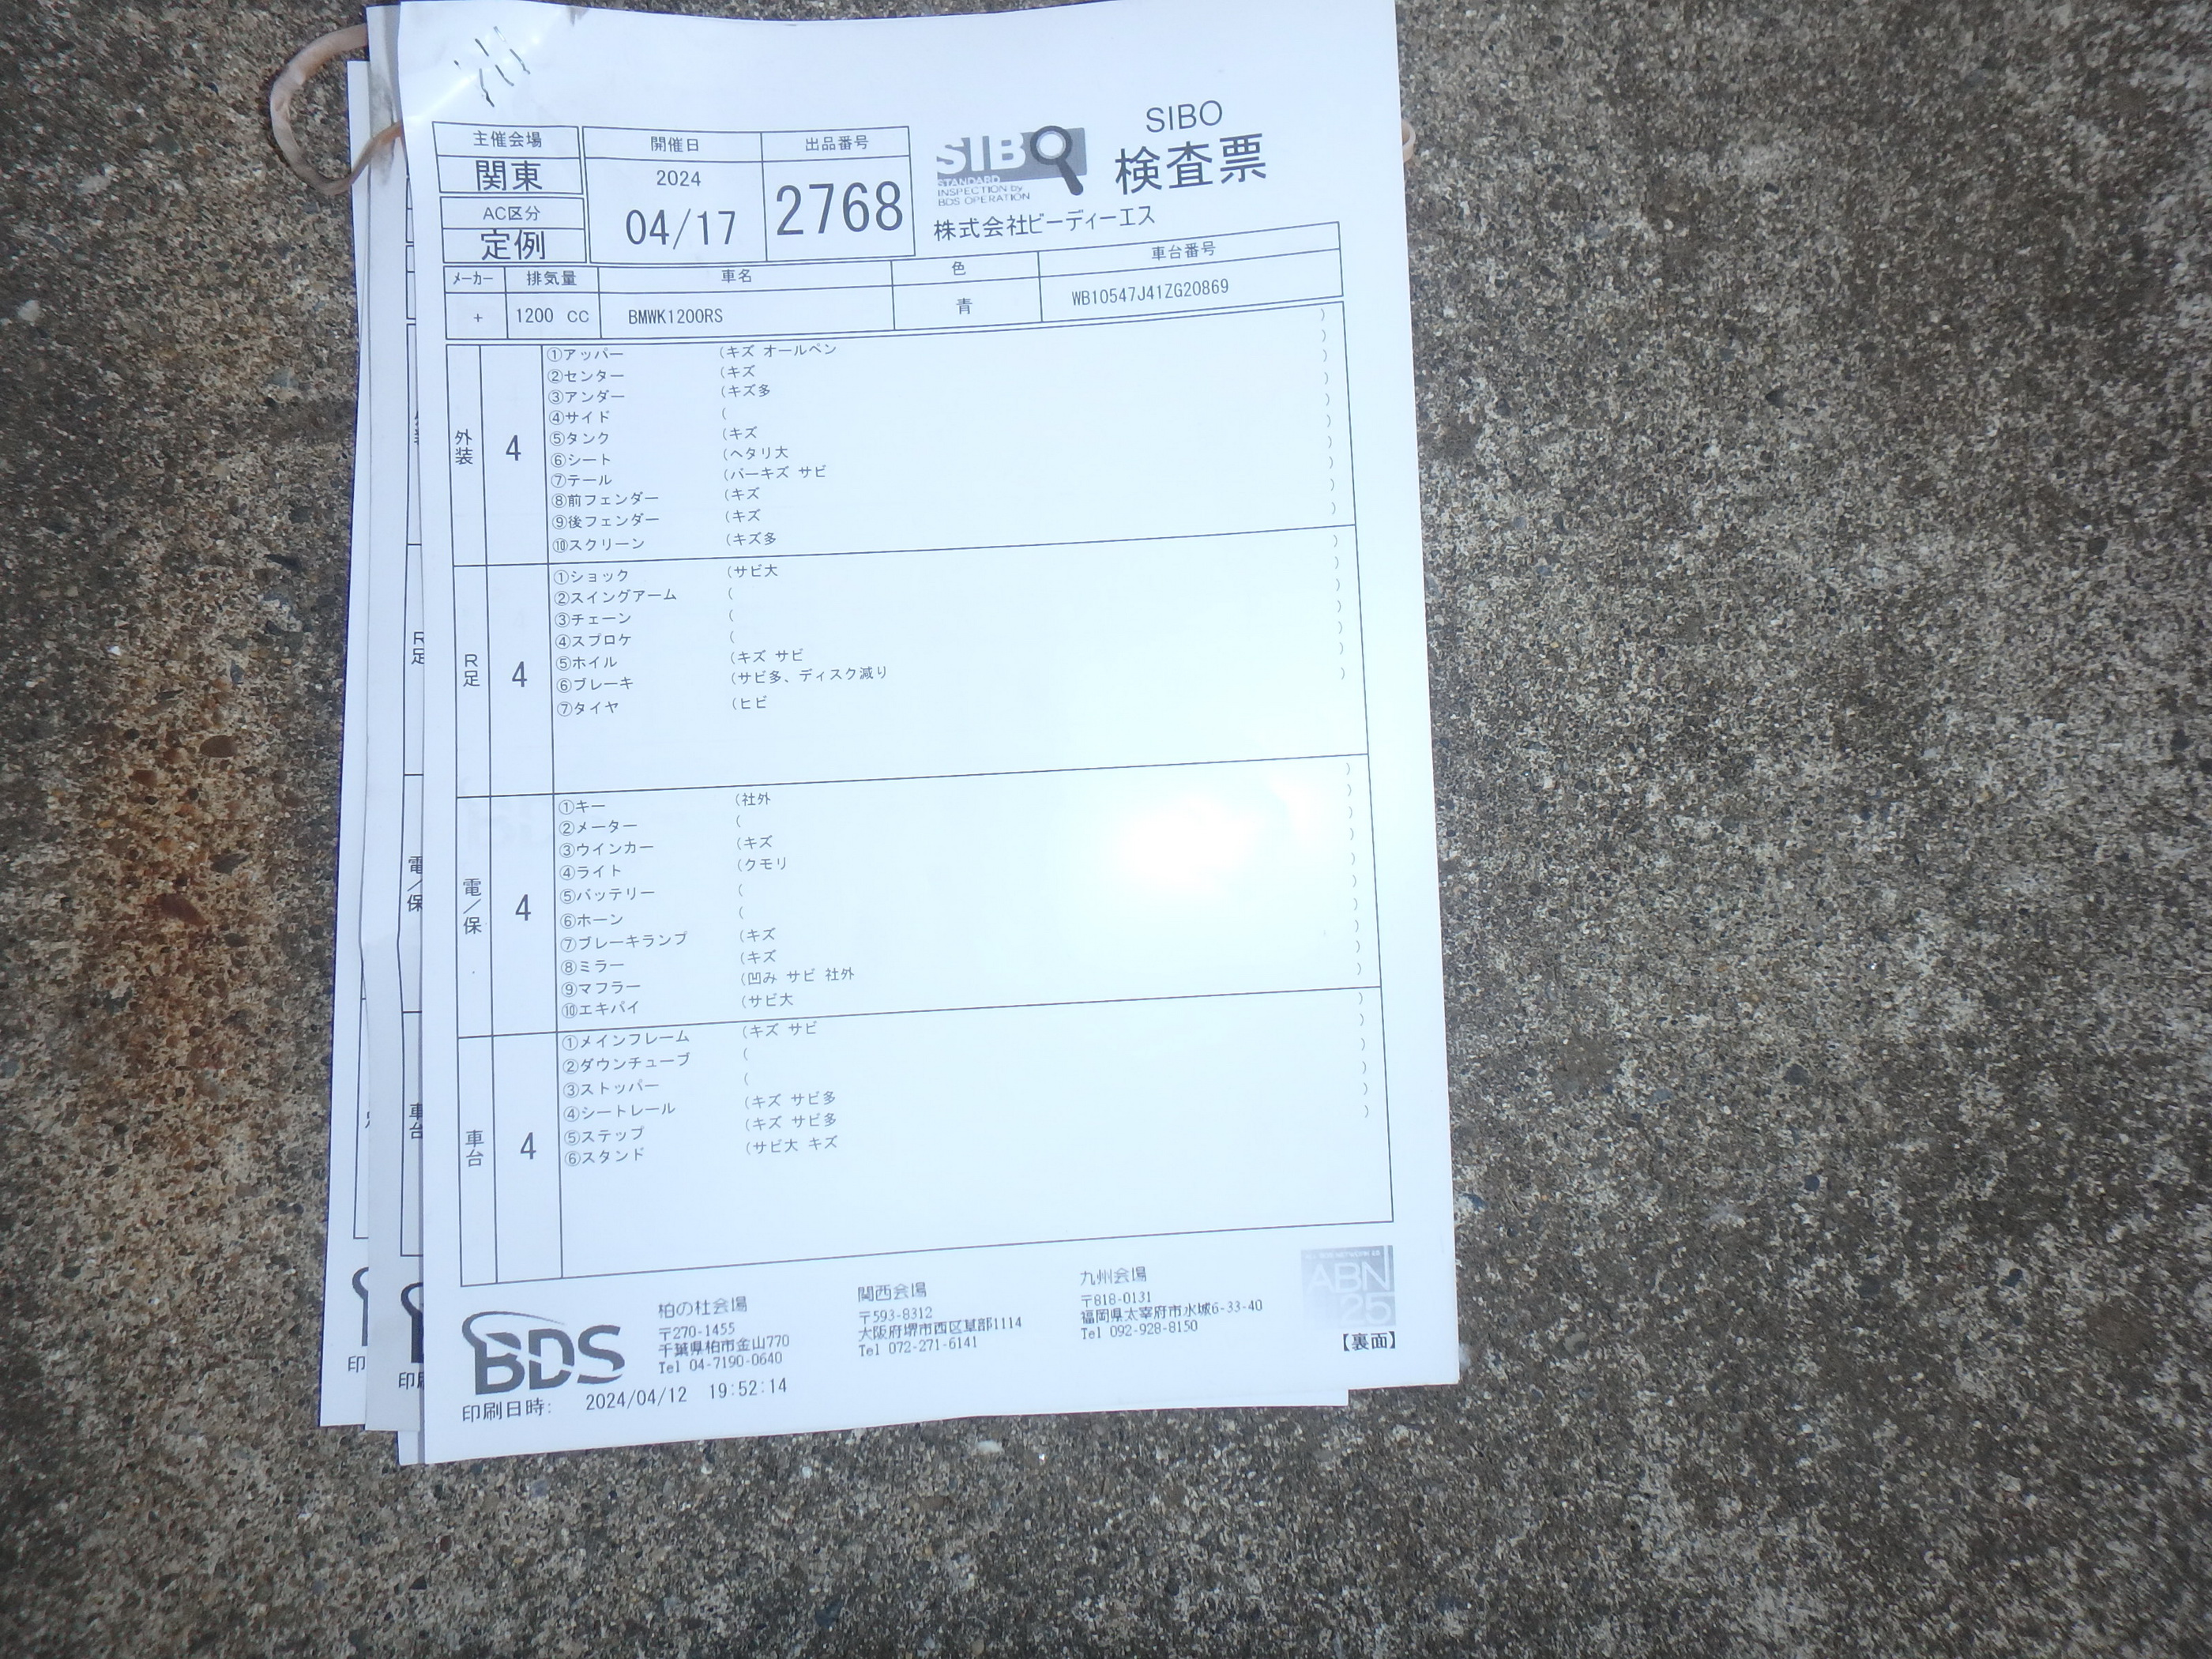 主催会場 開催日 出品番号
関東 2024 04/17 2768
AC区分
定例
SIBO
STANDARD
INSPECTION by
BDS OPERATION
SIBO
検査票
株式会社ビーディーエス
メーカー 排気量 車名 色 車台番号
+ 1200 CC BMWK1200RS 青 WB10547J41ZG20869
外装 4
①アッパー (キズ オールペン )
②センター (キズ )
③アンダー (キズ多 )
④サイド ( )
⑤タンク (キズ )
⑥シート (ヘタリ大 )
⑦テール (バーキズ サビ )
⑧前フェンダー (キズ )
⑨後フェンダー (キズ )
⑩スクリーン (キズ多 )
R足 4
①ショック (サビ大 )
②スイングアーム ( )
③チェーン ( )
④スプロケ ( )
⑤ホイル (キズ サビ )
⑥ブレーキ (サビ多、ディスク減り )
⑦タイヤ (ヒビ )
電/保 4
①キー (社外 )
②メーター ( )
③ウインカー (キズ )
④ライト (クモリ )
⑤バッテリー ( )
⑥ホーン ( )
⑦ブレーキランプ (キズ )
⑧ミラー (キズ )
⑨マフラー (凹み サビ 社外 )
⑩エキパイ (サビ大 )
車台 4
①メインフレーム (キズ サビ )
②ダウンチューブ ( )
③ストッパー ( )
④シートレール (キズ サビ多 )
⑤ステップ (キズ サビ多 )
⑥スタンド (サビ大 キズ )
BDS
柏の杜会場
〒270-1455
千葉県柏市金山770
Tel 04-7190-0640
関西会場
〒593-8312
大阪府堺市西区草部1114
Tel 072-271-6141
九州会場
〒818-0131
福岡県太宰府市水城6-33-40
Tel 092-928-8150
ABN
25
【裏面】
印刷日時: 2024/04/12 19:52:14
R足
電/保
車台
印
印刷